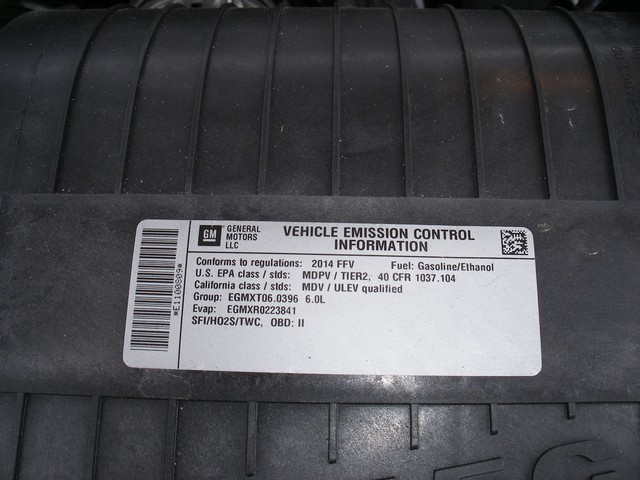 GM
GENERAL
MOTORS
LLC
VEHICLE EMISSION CONTROL
INFORMATION
Conforms to regulations: 2014 FFV Fuel: Gasoline/Ethanol
U.S. EPA class / stds: MDPV / TIER2, 40 CFR 1037.104
California class / stds: MDV / ULEV qualified
Group: EGMXT06.0396 6.0L
Evap: EGMXR0223841
SFI/HO2S/TWC, OBD: II
*E1100809*